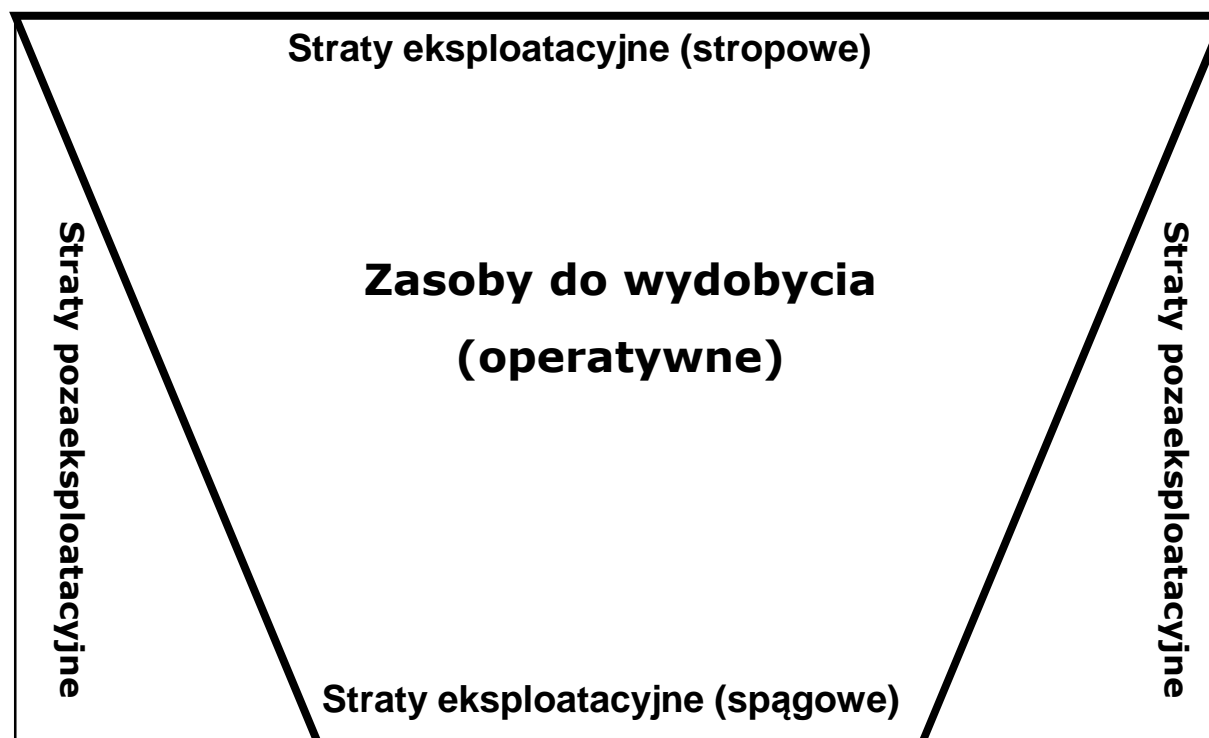 Straty eksploatacyjne (stropowe)
Straty pozaeksploatacyjne
Zasoby do wydobycia
(operatywne)
Straty pozaeksploatacyjne
Straty eksploatacyjne (spągowe)